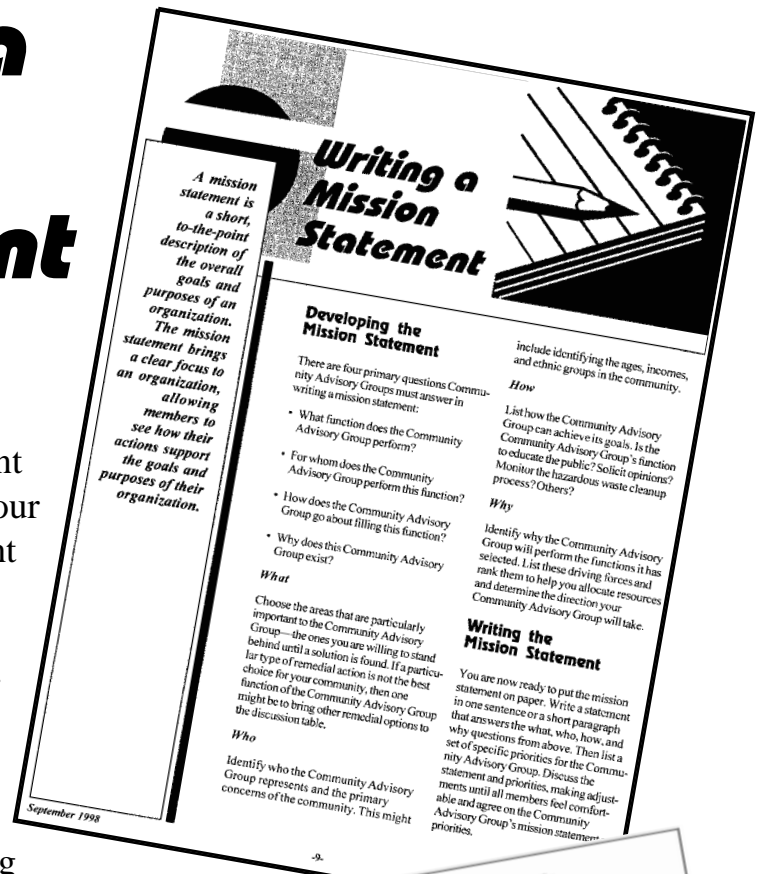 a
nt
nt
our
nt
g
Writing a
Mission
Statement
A mission
statement is
a short,
to-the-point
description of
the overall
goals and
purposes of an
organization.
The mission
statement brings
a clear focus to
an organization,
allowing
members to
see how their
actions support
the goals and
purposes of their
organization.
Developing the
Mission Statement
There are four primary questions Commu-
nity Advisory Groups must answer in
writing a mission statement:
• What function does the Community
Advisory Group perform?
• For whom does the Community
Advisory Group perform this function?
• How does the Community Advisory
Group go about filling this function?
• Why does this Community Advisory
Group exist?
What
Choose the areas that are particularly
important to the Community Advisory
Group—the ones you are willing to stand
behind until a solution is found. If a particu-
lar type of remedial action is not the best
choice for your community, then one
function of the Community Advisory Group
might be to bring other remedial options to
the discussion table.
Who
Identify who the Community Advisory
Group represents and the primary
concerns of the community. This might
include identifying the ages, incomes,
and ethnic groups in the community.
How
List how the Community Advisory
Group can achieve its goals. Is the
Community Advisory Group's function
to educate the public? Solicit opinions?
Monitor the hazardous waste cleanup
process? Others?
Why
Identify why the Community Advisory
Group will perform the functions it has
selected. List these driving forces and
rank them to help you allocate resources
and determine the direction your
Community Advisory Group will take.
Writing the
Mission Statement
You are now ready to put the mission
statement on paper. Write a statement
in one sentence or a short paragraph
that answers the what, who, how, and
why questions from above. Then list a
set of specific priorities for the Commu-
nity Advisory Group. Discuss the
statement and priorities, making adjust-
ments until all members feel comfort-
able and agree on the Community
Advisory Group's mission statement
priorities.
September 1998
-9-